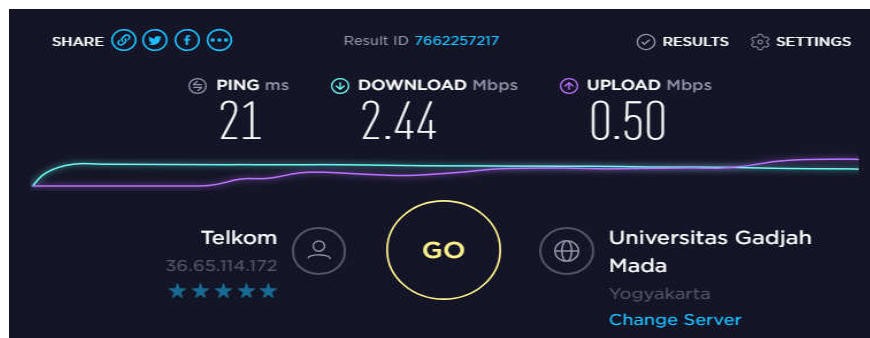 SHARE Result ID 7662257217 RESULTS SETTINGS
PING ms DOWNLOAD Mbps UPLOAD Mbps
21 2.44 0.50
Telkom
36.65.114.172
GO
Universitas Gadjah
Mada
Yogyakarta
Change Server